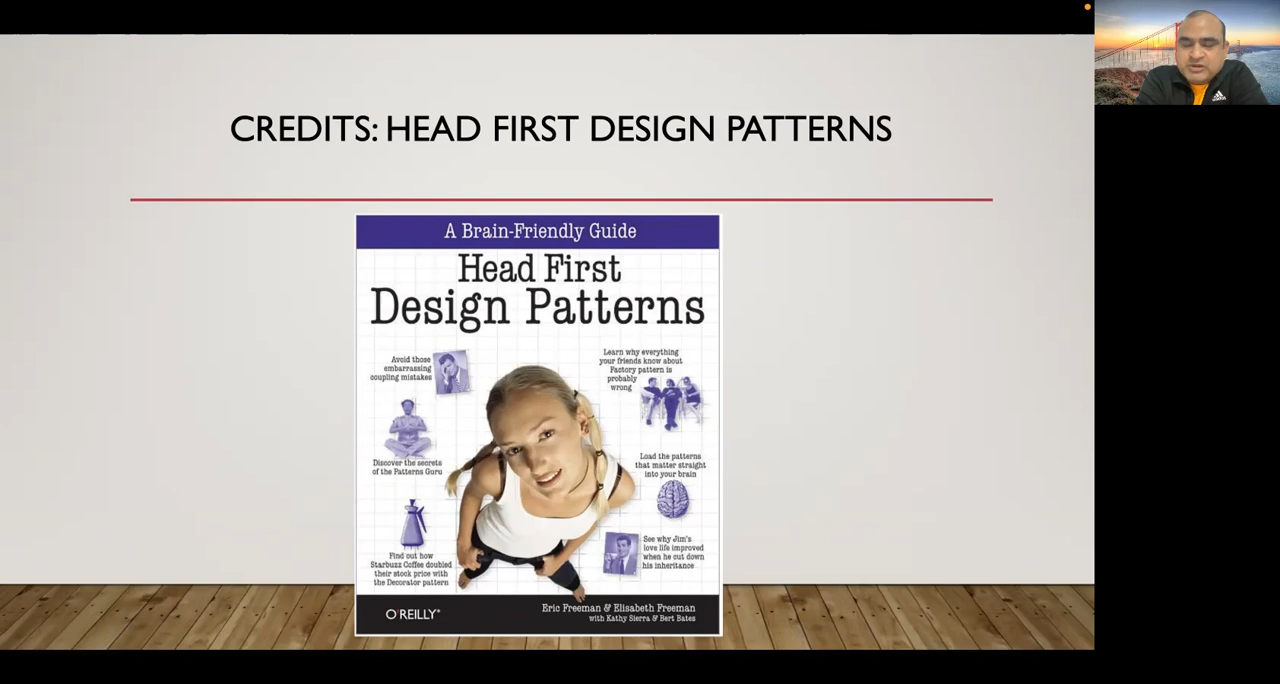 CREDITS: HEAD FIRST DESIGN PATTERNS
A Brain-Friendly Guide
Head First
Design Patterns
Avoid those
embarrassing
coupling mistakes
Learn why everything
your friends know about
Factory pattern is
probably
wrong
Discover the secrets
of the Patterns Guru
Load the patterns
that matter straight
into your brain
Find out how
Starbuzz Coffee doubled
their stock price with
the Decorator pattern
See why Jim's
love life improved
when he cut down
his inheritance
O'REILLY®
Eric Freeman & Elisabeth Freeman
with Kathy Sierra & Bert Bates